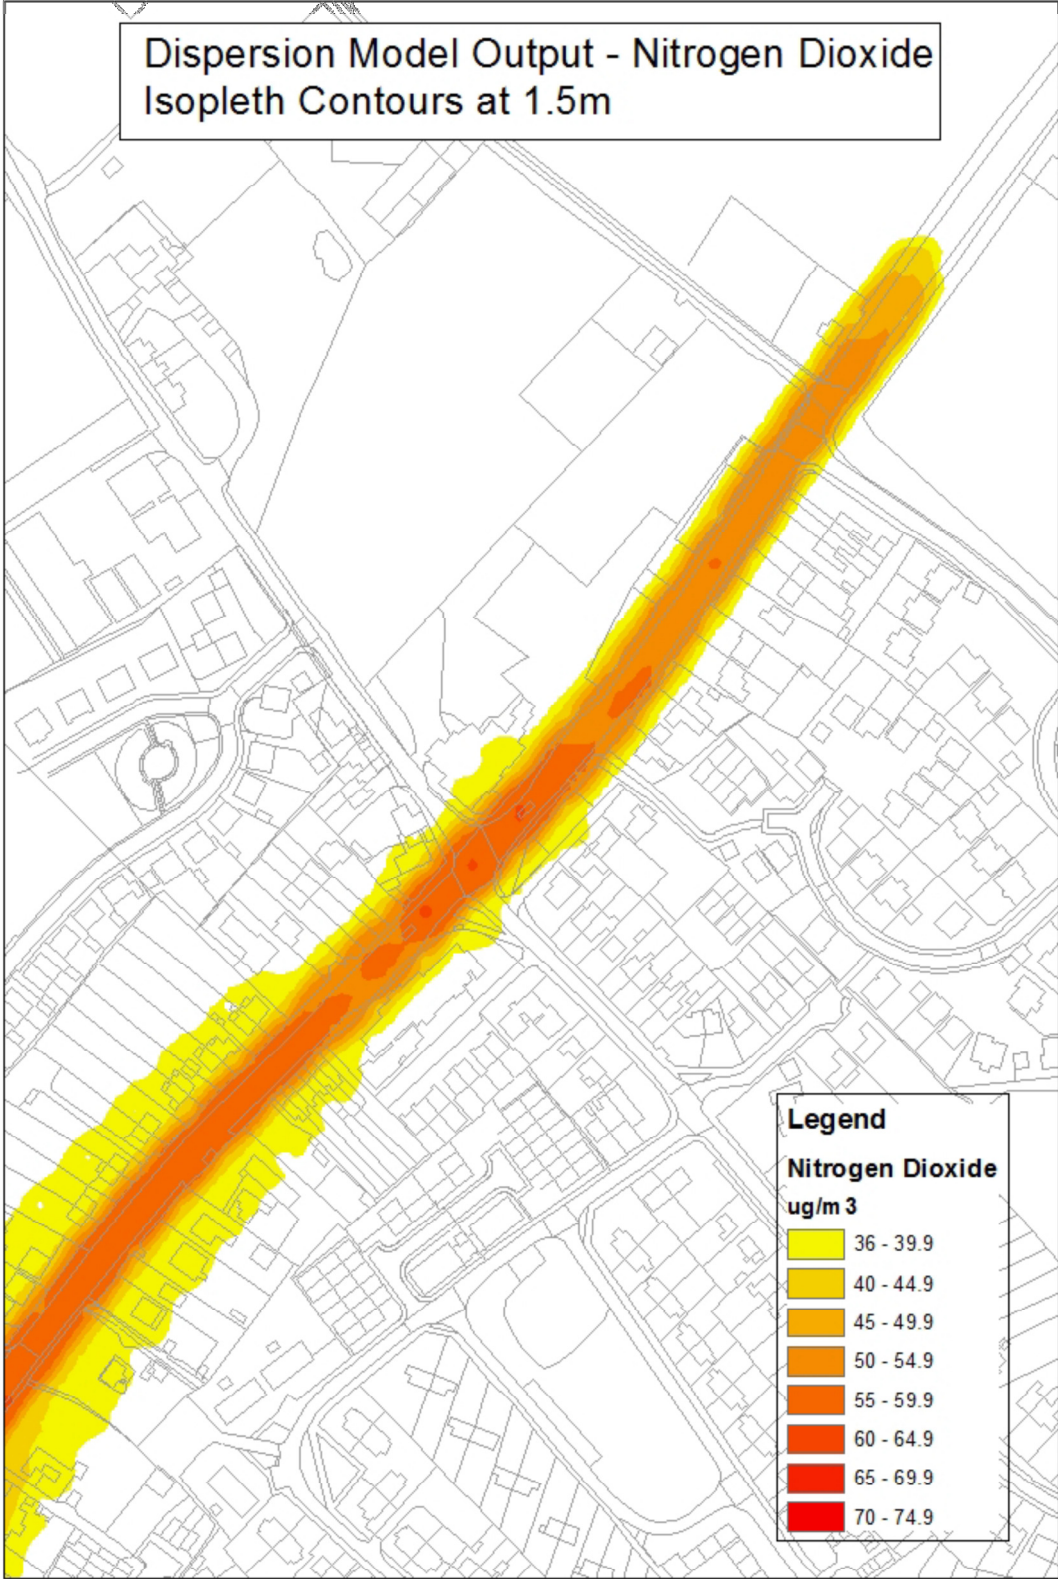 Dispersion Model Output - Nitrogen Dioxide
Isopleth Contours at 1.5m
Legend
Nitrogen Dioxide
ug/m 3
36 - 39.9
40 - 44.9
45 - 49.9
50 - 54.9
55 - 59.9
60 - 64.9
65 - 69.9
70 - 74.9